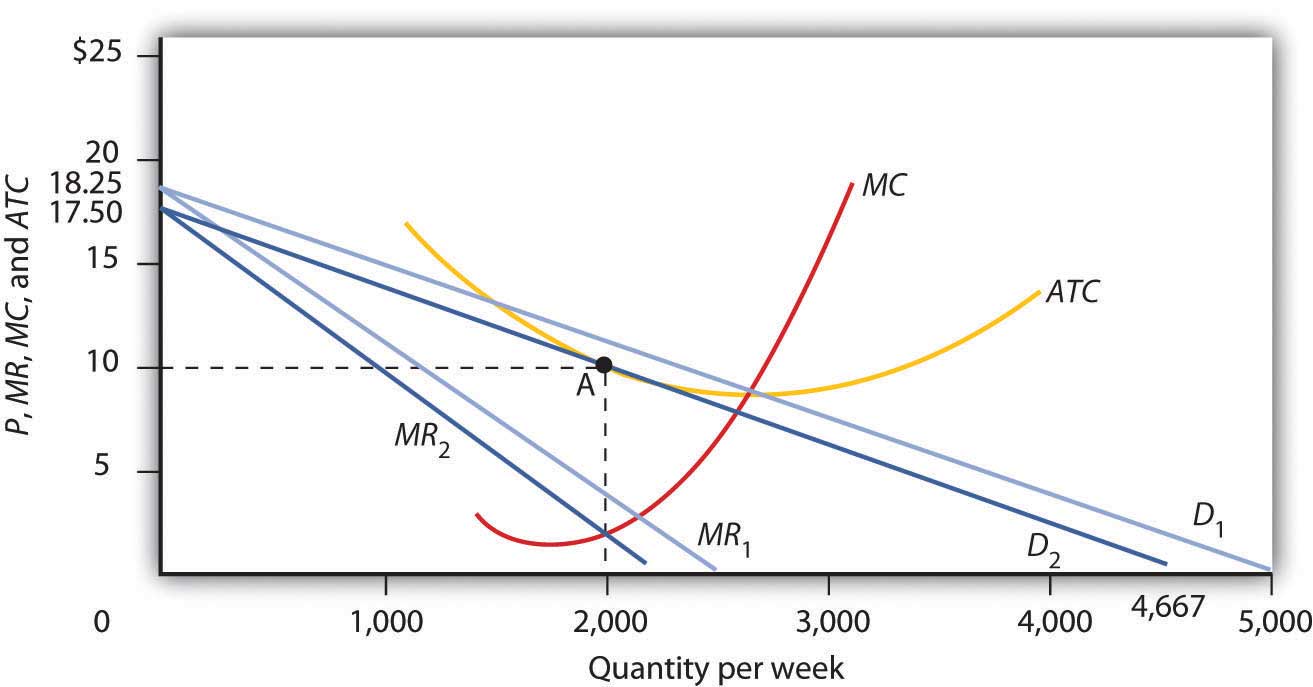 $25
20
18.25
17.50
15
10
5
P, MR, MC, and ATC
MC
ATC
A
MR2
MR1
D1
D2
0
1,000
2,000
3,000
4,000
4,667
5,000
Quantity per week